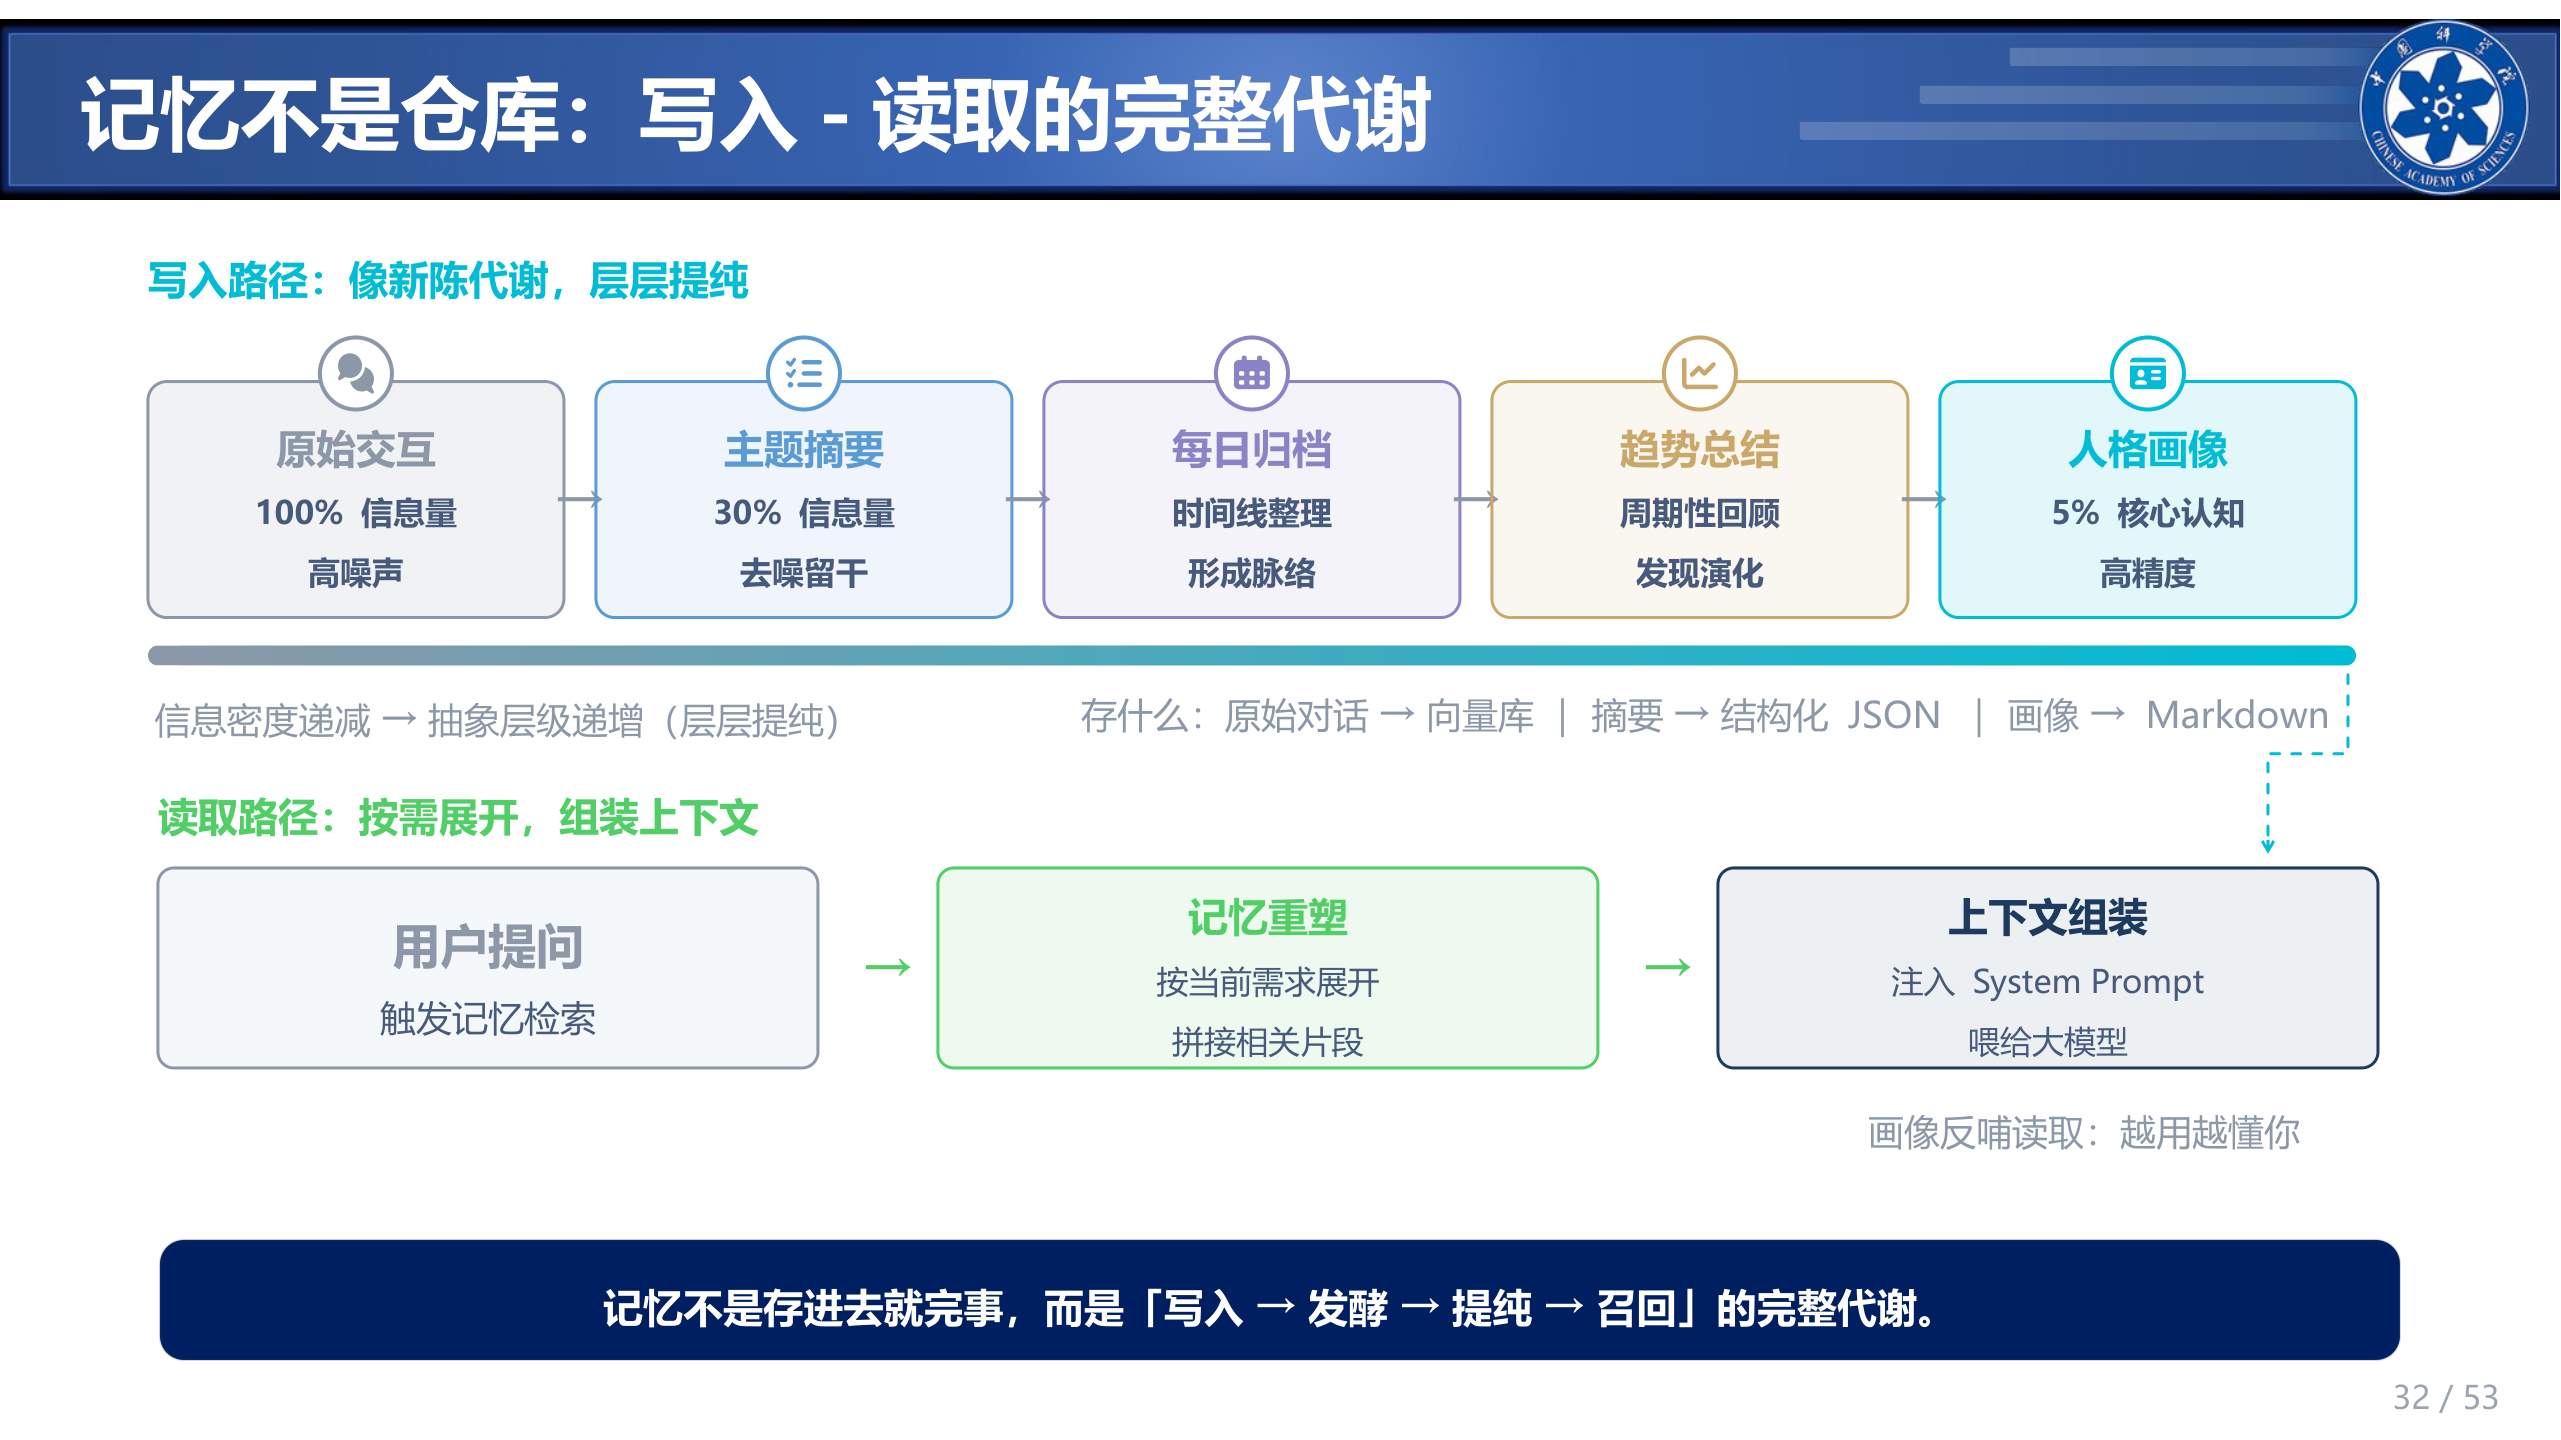 记忆不是仓库：写入 - 读取的完整代谢
中国科学院
CHINESE ACADEMY OF SCIENCES
写入路径：像新陈代谢，层层提纯
原始交互
100% 信息量
高噪声
→
主题摘要
30% 信息量
去噪留干
→
每日归档
时间线整理
形成脉络
→
趋势总结
周期性回顾
发现演化
→
人格画像
5% 核心认知
高精度
信息密度递减 → 抽象层级递增（层层提纯）
存什么：原始对话 → 向量库 | 摘要 → 结构化 JSON | 画像 → Markdown
读取路径：按需展开，组装上下文
用户提问
触发记忆检索
→
记忆重塑
按当前需求展开
拼接相关片段
→
上下文组装
注入 System Prompt
喂给大模型
画像反哺读取：越用越懂你
记忆不是存进去就完事，而是「写入 → 发酵 → 提纯 → 召回」的完整代谢。
32 / 53